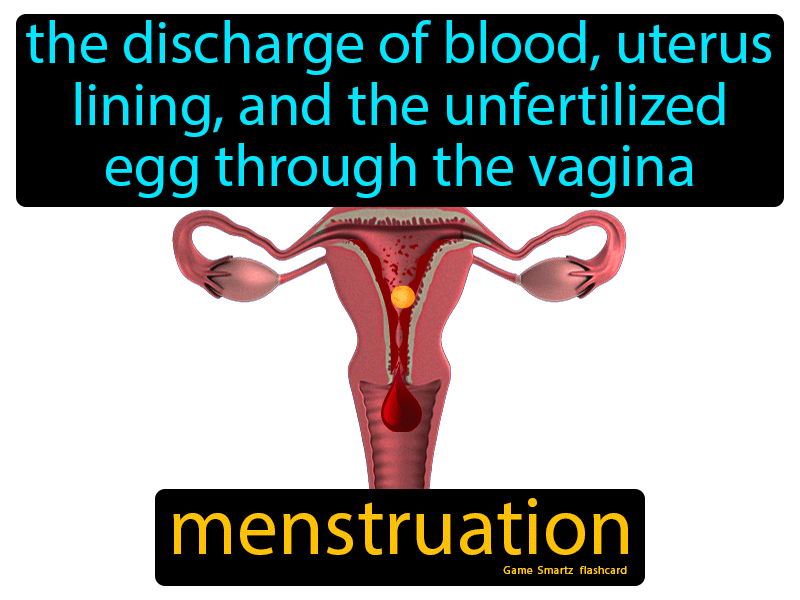 the discharge of blood, uterus
lining, and the unfertilized
egg through the vagina
menstruation
Game Smartz flashcard